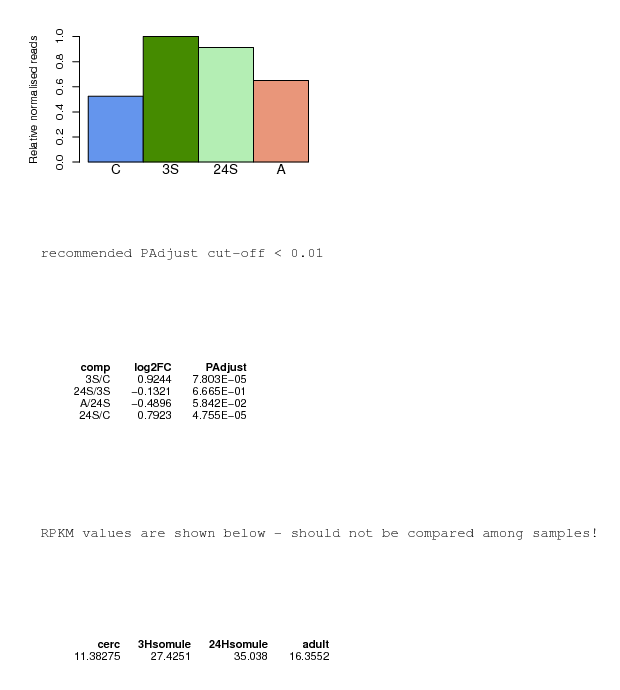 Relative normalised reads
1.0
0.8
0.6
0.4
0.2
0.0
C 3S 24S A
recommended PAdjust cut-off < 0.01
comp log2FC PAdjust
3S/C 0.9244 7.803E-05
24S/3S -0.1321 6.665E-01
A/24S -0.4896 5.842E-02
24S/C 0.7923 4.755E-05
RPKM values are shown below - should not be compared among samples!
cerc 3Hsomule 24Hsomule adult
11.38275 27.4251 35.038 16.3552